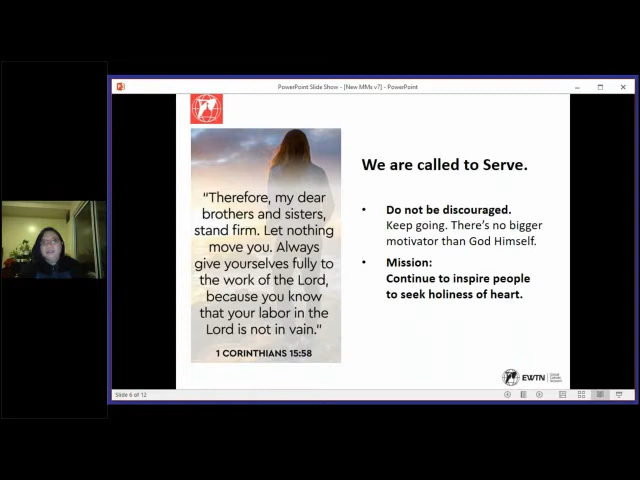 PowerPoint Slide Show - [New MMs v7] - PowerPoint
We are called to Serve.
"Therefore, my dear
brothers and sisters,
stand firm. Let nothing
move you. Always
give yourselves fully to
the work of the Lord,
because you know
that your labor in the
Lord is not in vain."
1 CORINTHIANS 15:58
• Do not be discouraged.
Keep going. There's no bigger
motivator than God Himself.
• Mission:
Continue to inspire people
to seek holiness of heart.
EWTN
Slide 6 of 12